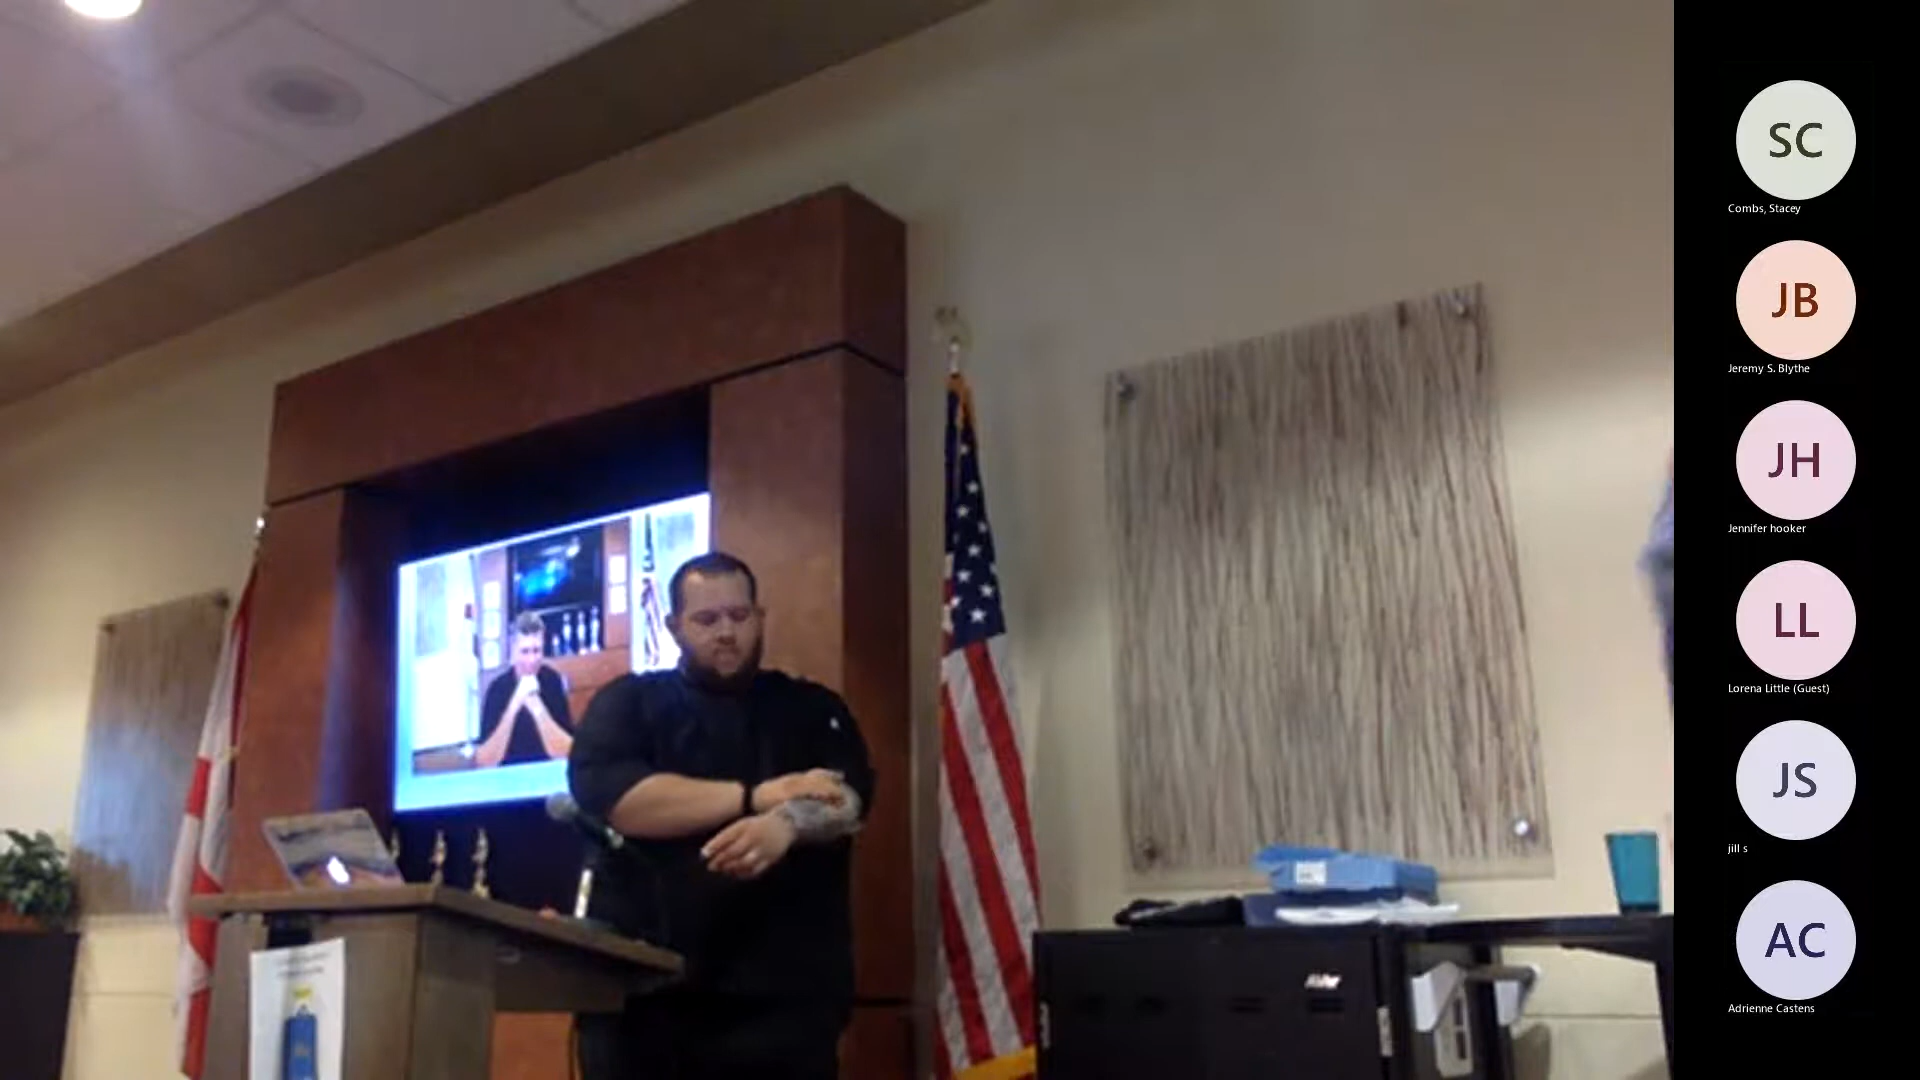 SC
Combs, Stacey
JB
Jeremy S. Blythe
JH
Jennifer hooker
LL
Lorena Little (Guest)
JS
jill s
AC
Adrienne Castens